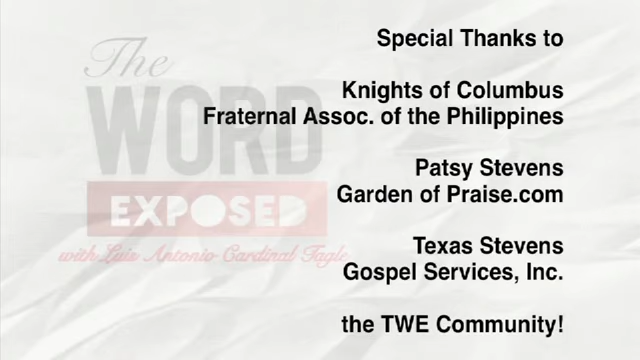 The
WORD
EXPOSED
with Luis Antonio Cardinal Tagle
Special Thanks to
Knights of Columbus
Fraternal Assoc. of the Philippines
Patsy Stevens
Garden of Praise.com
Texas Stevens
Gospel Services, Inc.
the TWE Community!